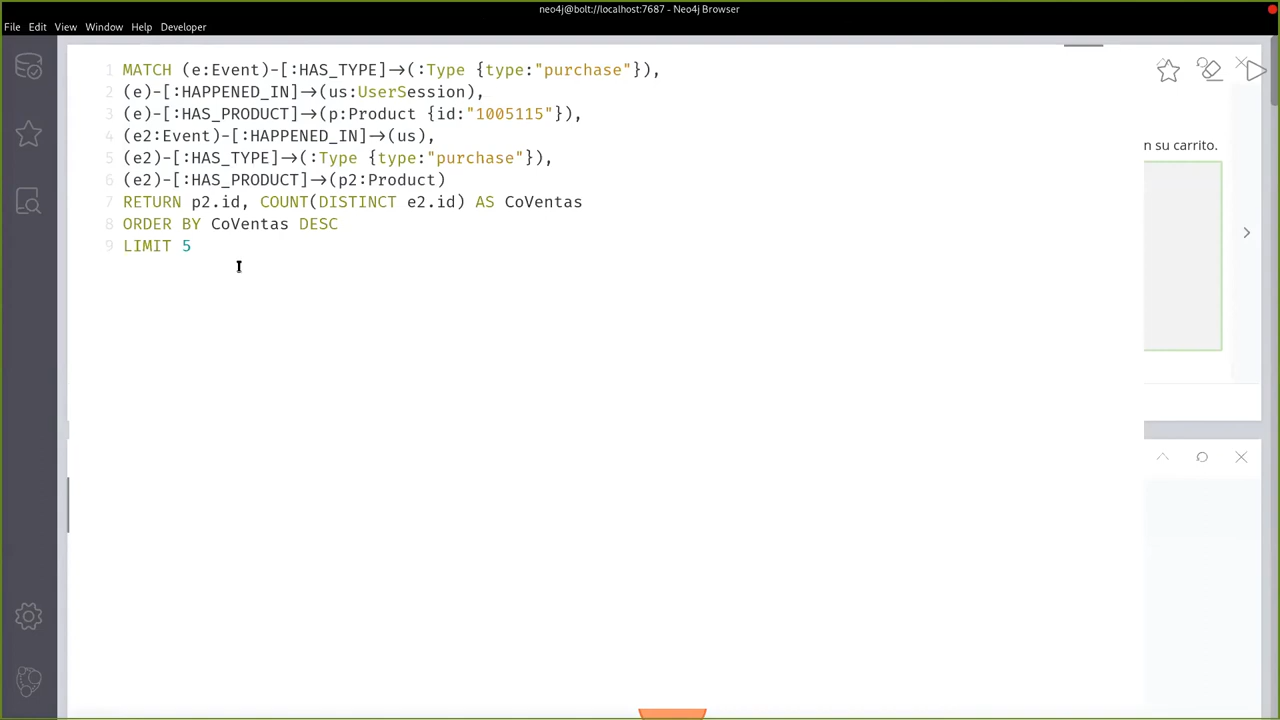 neo4j@bolt://localhost:7687 - Neo4j Browser
File Edit View Window Help Developer
1 MATCH (e:Event)-[:HAS_TYPE]->(:Type {type:"purchase"}),
2 (e)-[:HAPPENED_IN]->(us:UserSession),
3 (e)-[:HAS_PRODUCT]->(p:Product {id:"1005115"}),
4 (e2:Event)-[:HAPPENED_IN]->(us),
5 (e2)-[:HAS_TYPE]->(:Type {type:"purchase"}),
6 (e2)-[:HAS_PRODUCT]->(p2:Product)
7 RETURN p2.id, COUNT(DISTINCT e2.id) AS CoVentas
8 ORDER BY CoVentas DESC
9 LIMIT 5
n su carrito.